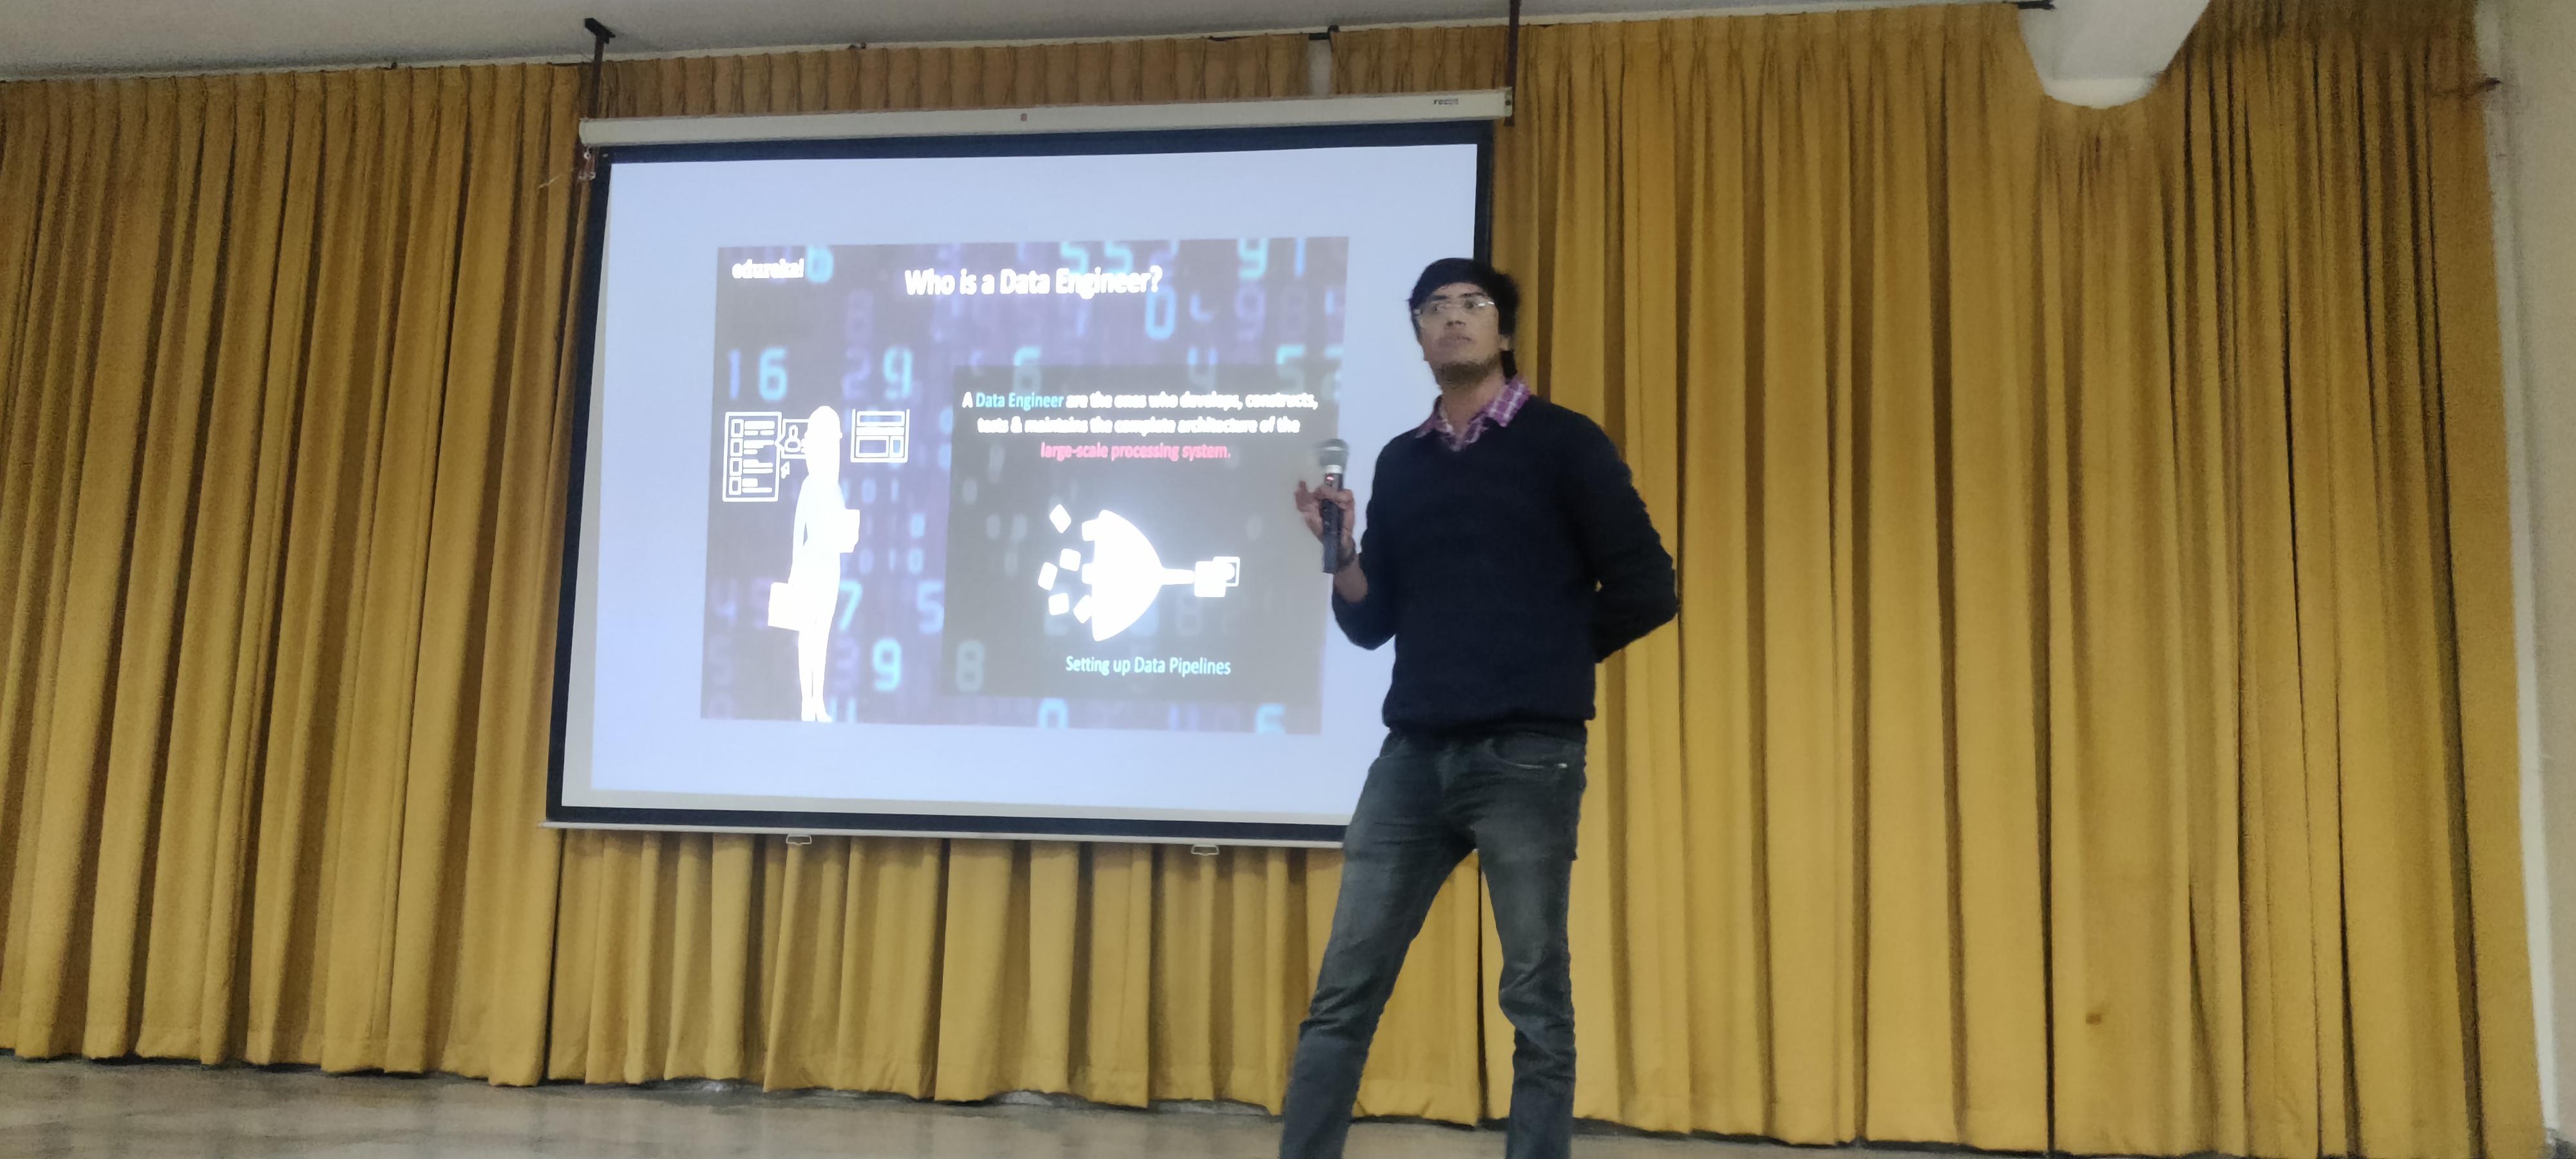 FOCUS
edureka!
Who is a Data Engineer?
A Data Engineer are the ones who develops, constructs,
tests & maintains the complete architecture of the
large-scale processing system.
Setting up Data Pipelines